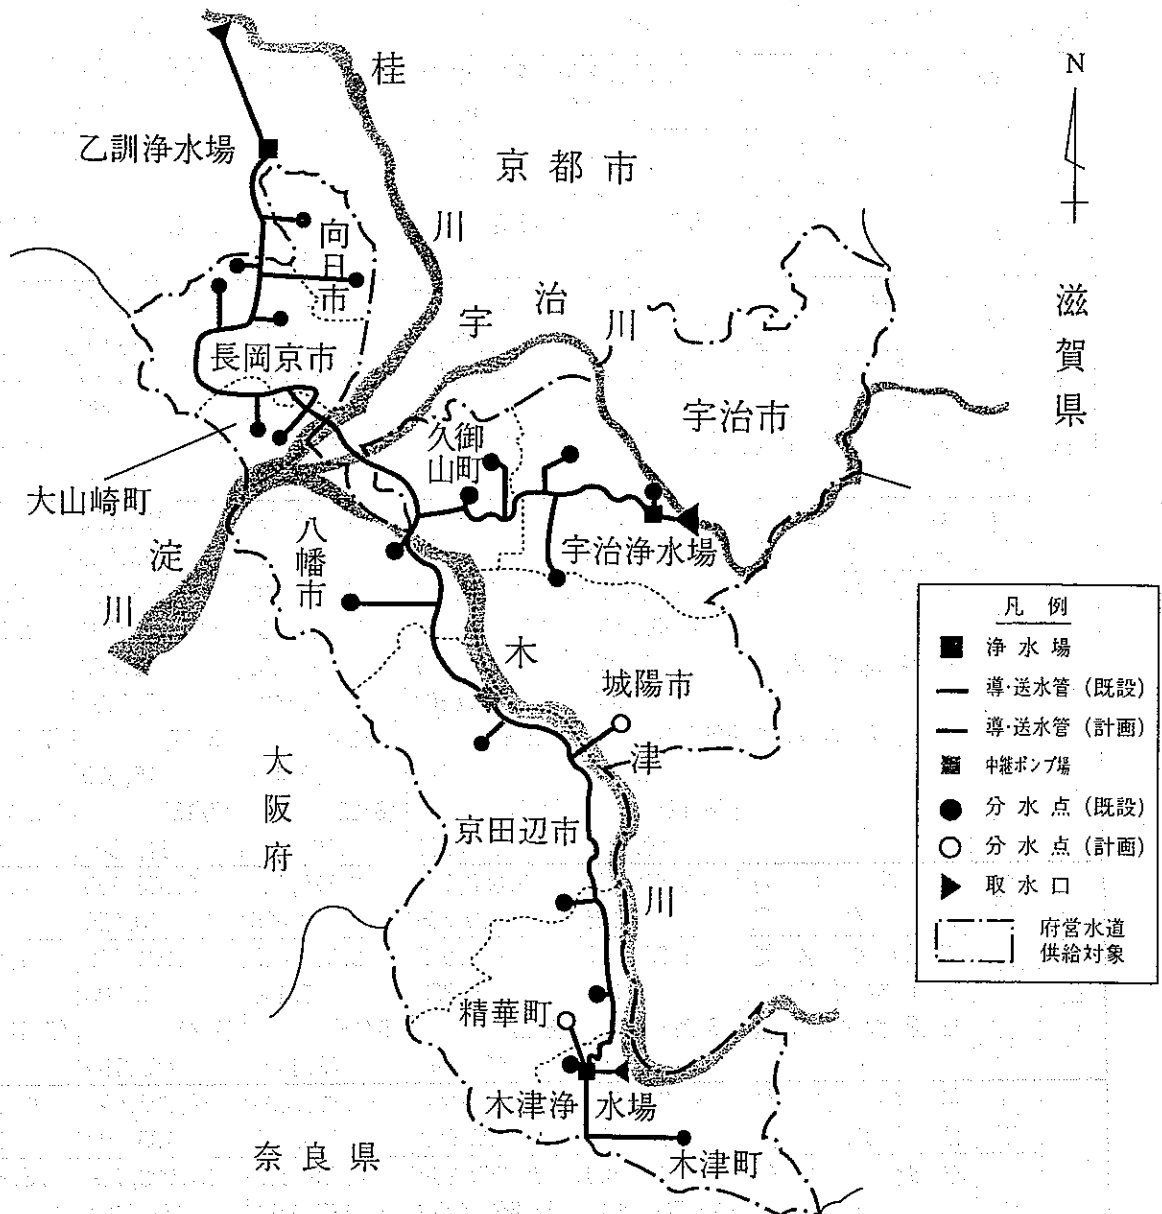 桂川
乙訓浄水場
京都市
N
向日市
滋賀県
宇治川
長岡京市
宇治市
久御山町
大山崎町
淀川
八幡市
宇治浄水場
木津川
城陽市
大阪府
京田辺市
精華町
木津浄水場
奈良県
木津町
凡例
浄水場
導・送水管(既設)
導・送水管(計画)
中継ポンプ場
分水点(既設)
分水点(計画)
取水口
府営水道
供給対象